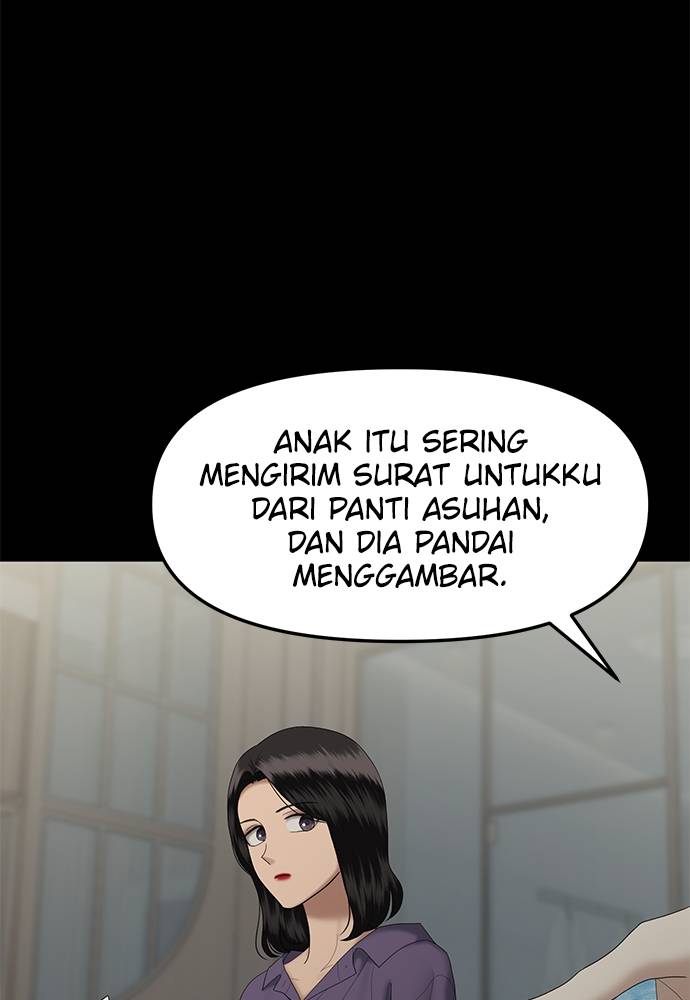 ANAK ITU SERING
MENGIRIM SURAT UNTUKKU
DARI PANTI ASUHAN,
DAN DIA PANDAI
MENGGAMBAR.